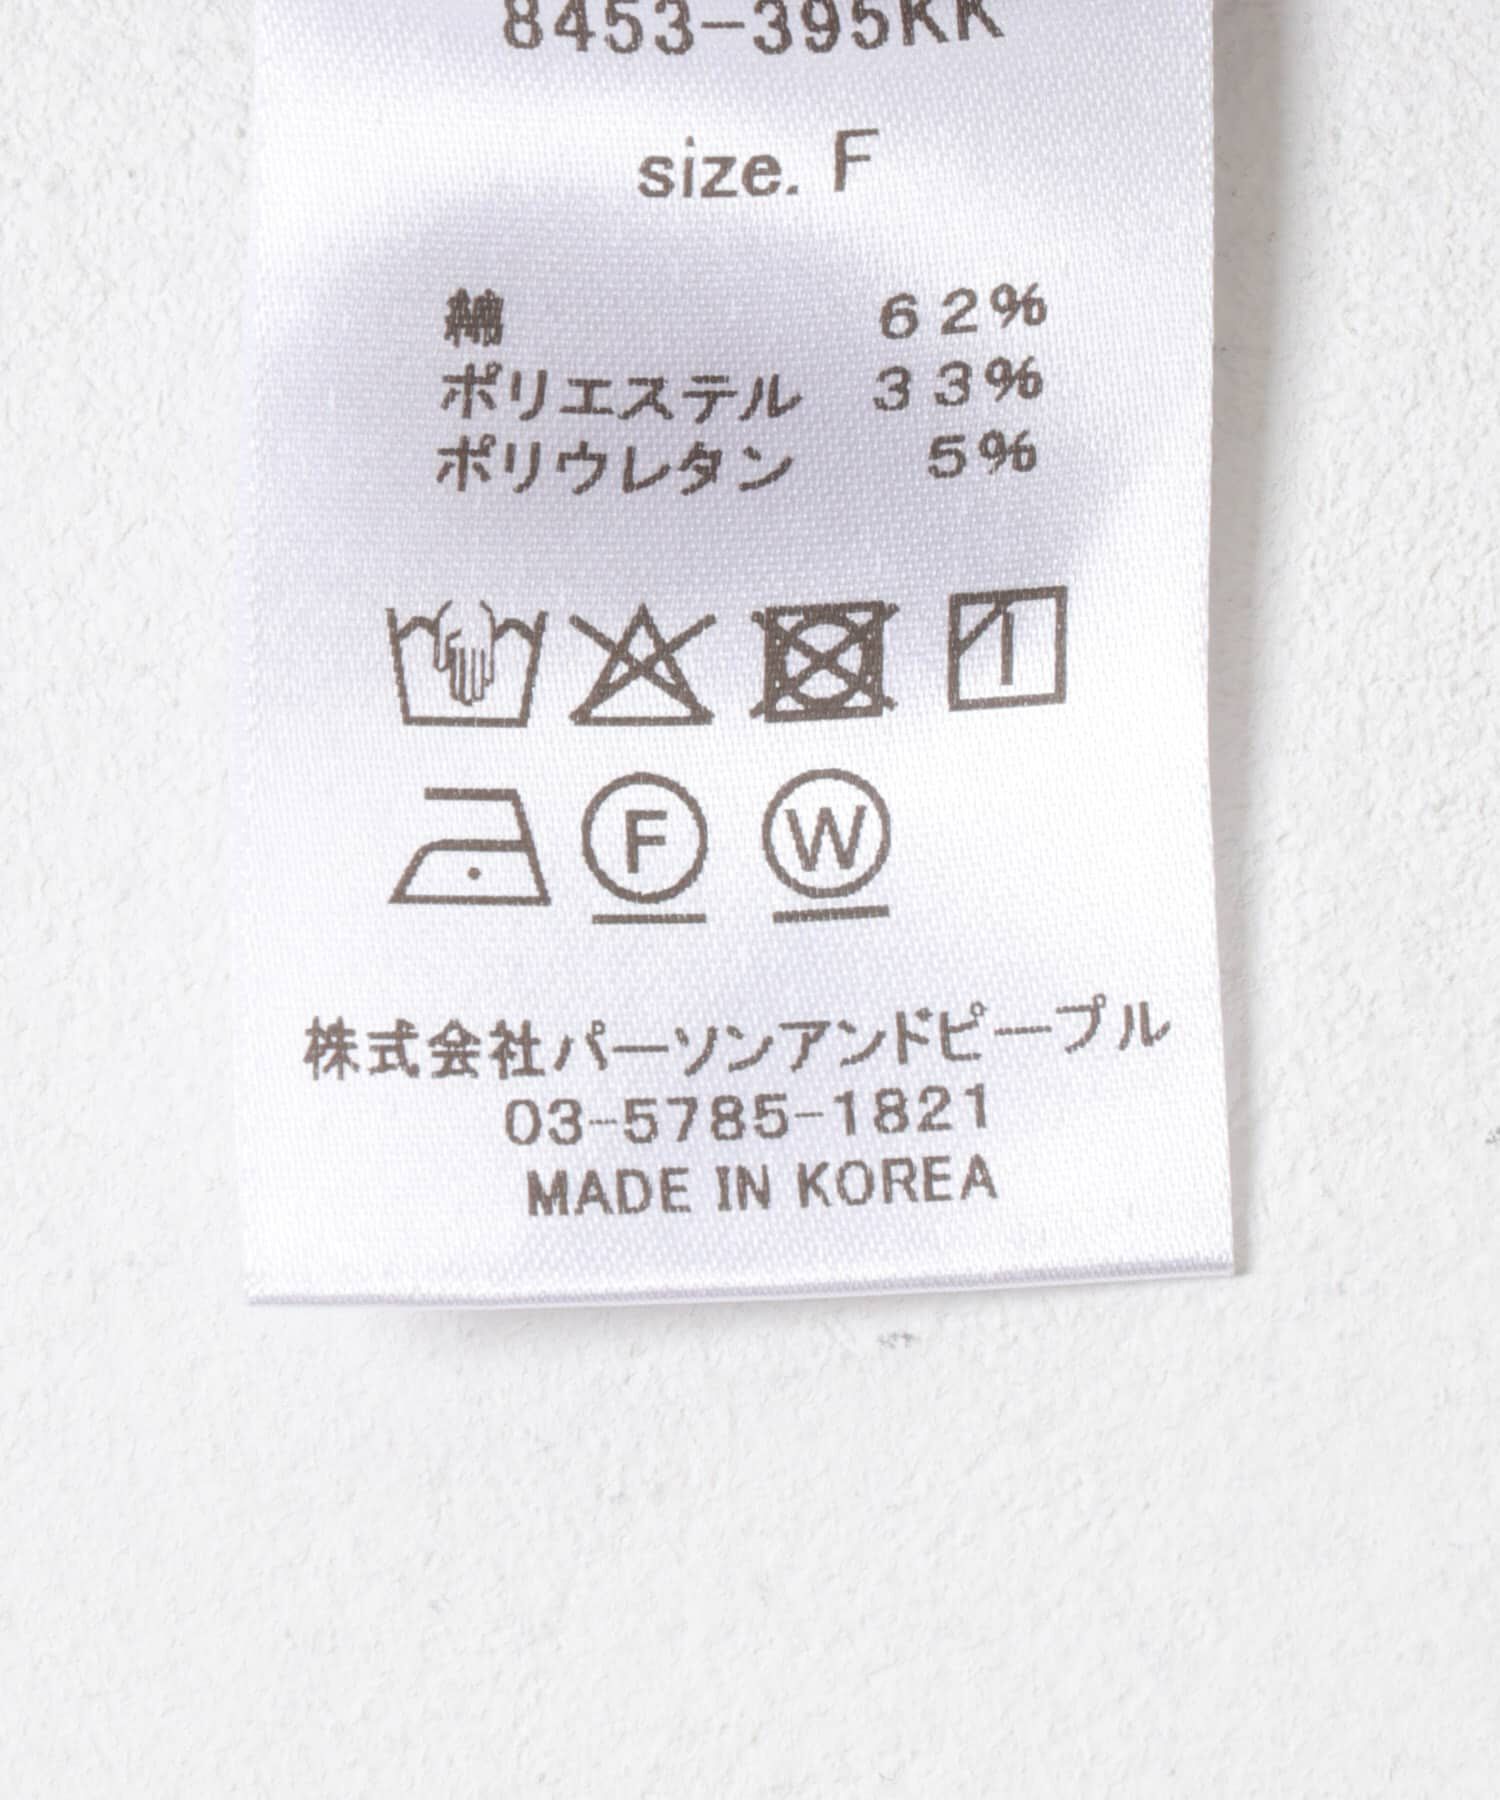 8453-395KK
size. F
綿 62%
ポリエステル 33%
ポリウレタン 5%
F W
株式会社パーソンアンドピープル
03-5785-1821
MADE IN KOREA